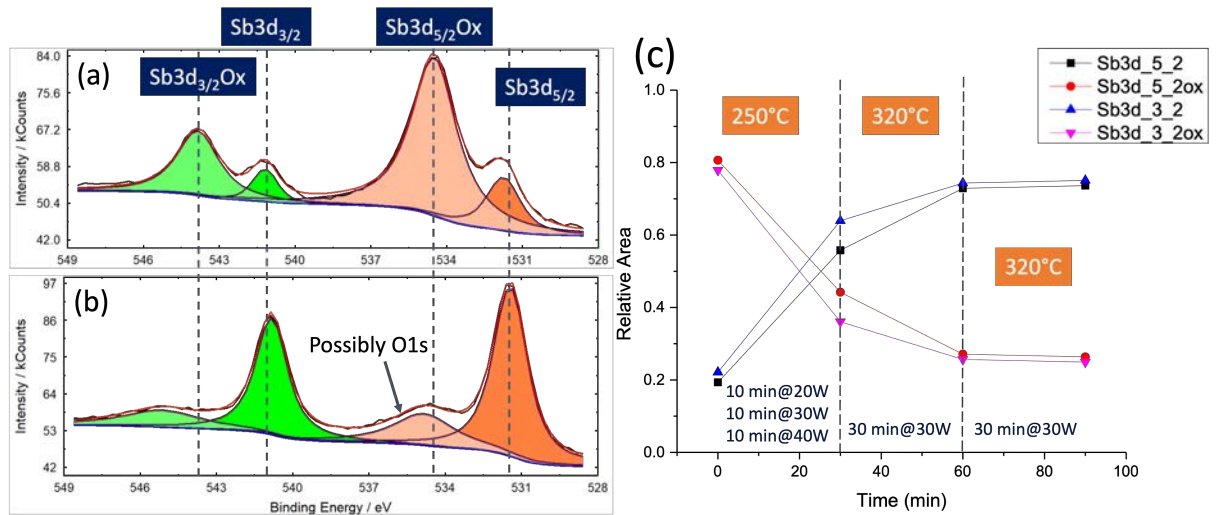 Sb3d3/2Ox
Sb3d3/2
Sb3d5/2Ox
Sb3d5/2
(a)
Intensity / kCounts
84.0
75.6
67.2
58.8
50.4
42.0
549
546
543
540
537
534
531
528
(b)
Possibly O1s
Intensity / kCounts
97
86
64
53
42
549
546
543
540
537
534
531
528
Binding Energy / eV
(c)
Sb3d_5_2
Sb3d_5_2ox
Sb3d_3_2
Sb3d_3_2ox
250°C
320°C
320°C
Relative Area
1.0
0.8
0.6
0.4
0.2
0.0
10 min@20W
10 min@30W
10 min@40W
30 min@30W
30 min@30W
0
20
40
60
80
100
Time (min)